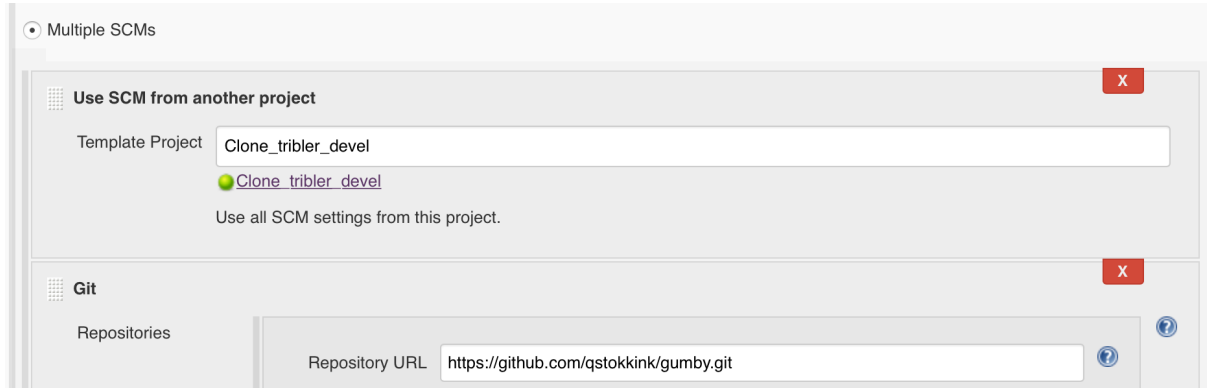 Multiple SCMs
X
Use SCM from another project
Template Project Clone_tribler_devel
Clone_tribler_devel
Use all SCM settings from this project.
X
Git
Repositories
?
Repository URL https://github.com/qstokkink/gumby.git ?